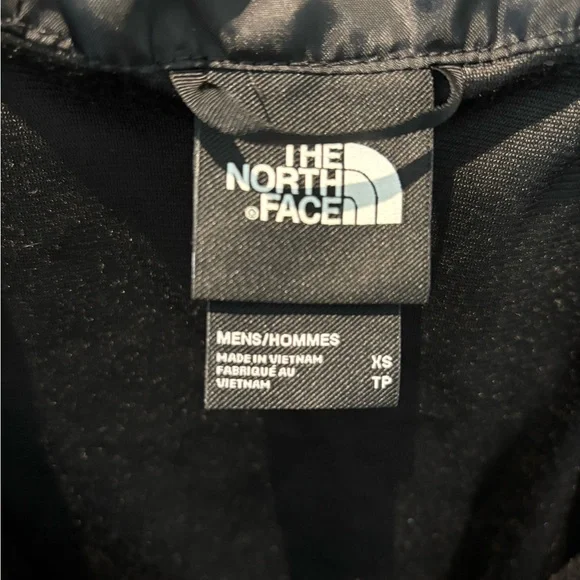 THE
NORTH
®FACE
MENS/HOMMES
MADE IN VIETNAM
FABRIQUÉ AU
VIETNAM
XS
TP